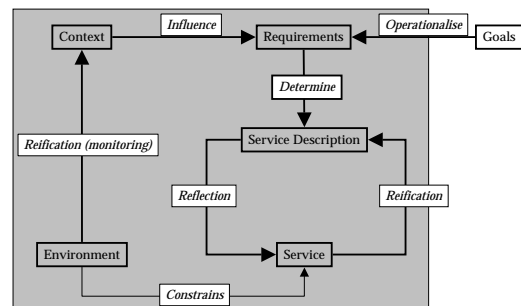 Influence
Operationalise
Context
Requirements
Goals
Determine
Reification (monitoring)
Service Description
Reflection
Reification
Environment
Service
Constrains